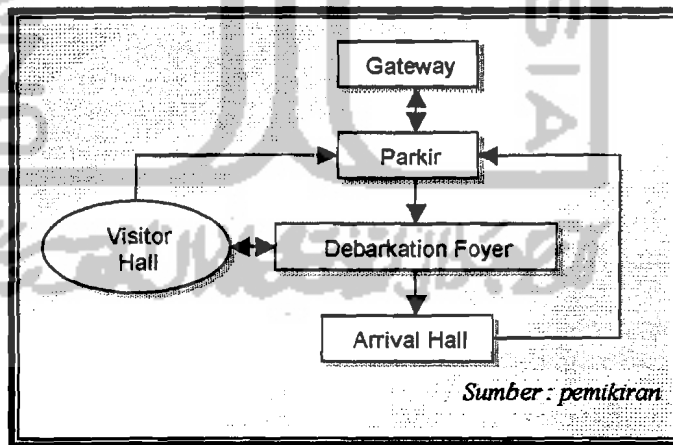 Gateway
Parkir
Visitor
Hall
Debarkation Foyer
Arrival Hall
Sumber : pemikiran